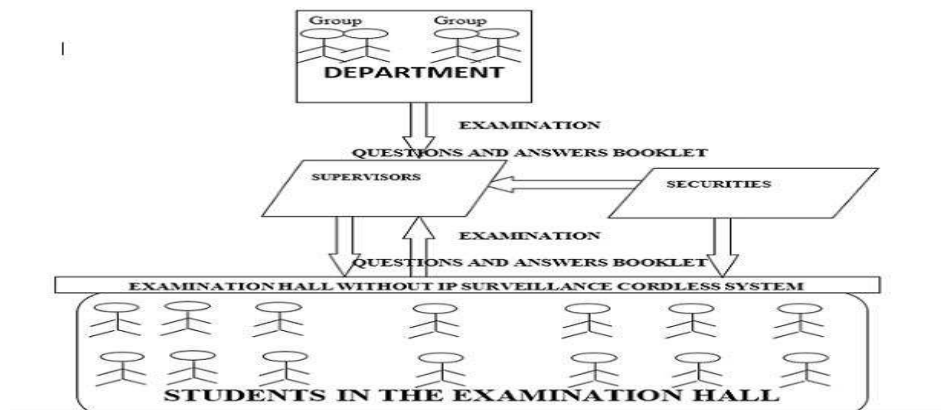 Group Group
DEPARTMENT
EXAMINATION
QUESTIONS AND ANSWERS BOOKLET
SUPERVISORS
SECURITIES
EXAMINATION
QUESTIONS AND ANSWERS BOOKLET
EXAMINATION HALL WITHOUT IP SURVEILLANCE CORDLESS SYSTEM
STUDENTS IN THE EXAMINATION HALL